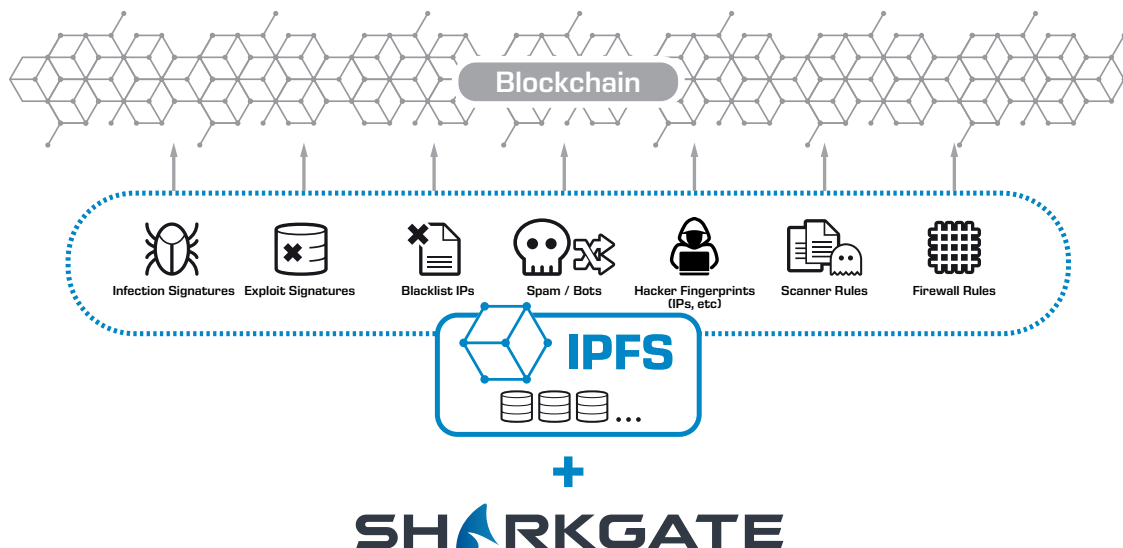 Blockchain
Infection Signatures
Exploit Signatures
Blacklist IPs
Spam / Bots
Hacker Fingerprints
(IPs, etc)
Scanner Rules
Firewall Rules
IPFS
...
+
SHARKGATE